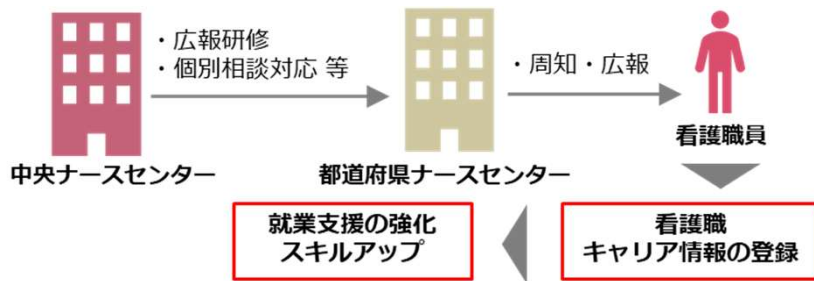 ・広報研修
・個別相談対応 等
・周知・広報
中央ナースセンター
都道府県ナースセンター
看護職員
就業支援の強化
スキルアップ
看護職
キャリア情報の登録